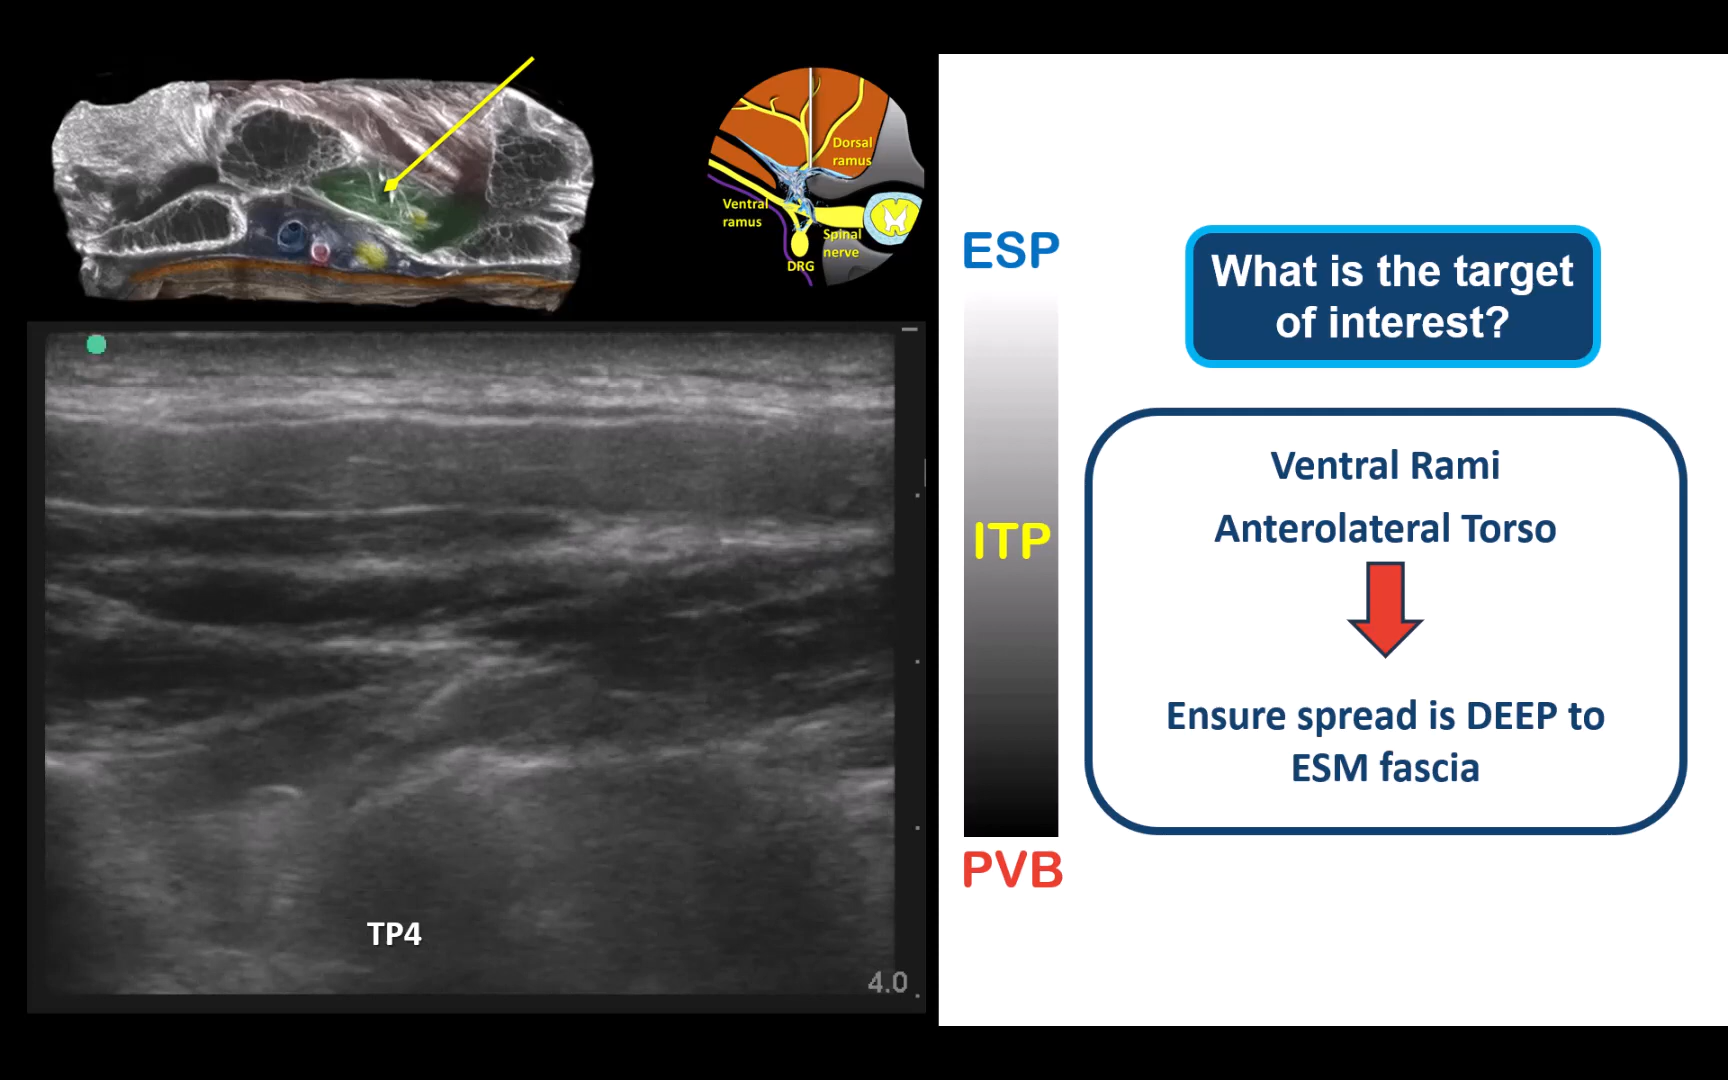 Dorsal
ramus
Ventral
ramus
Spinal
nerve
DRG
TP4
4.0
ESP
ITP
PVB
What is the target
of interest?
Ventral Rami
Anterolateral Torso
Ensure spread is DEEP to
ESM fascia